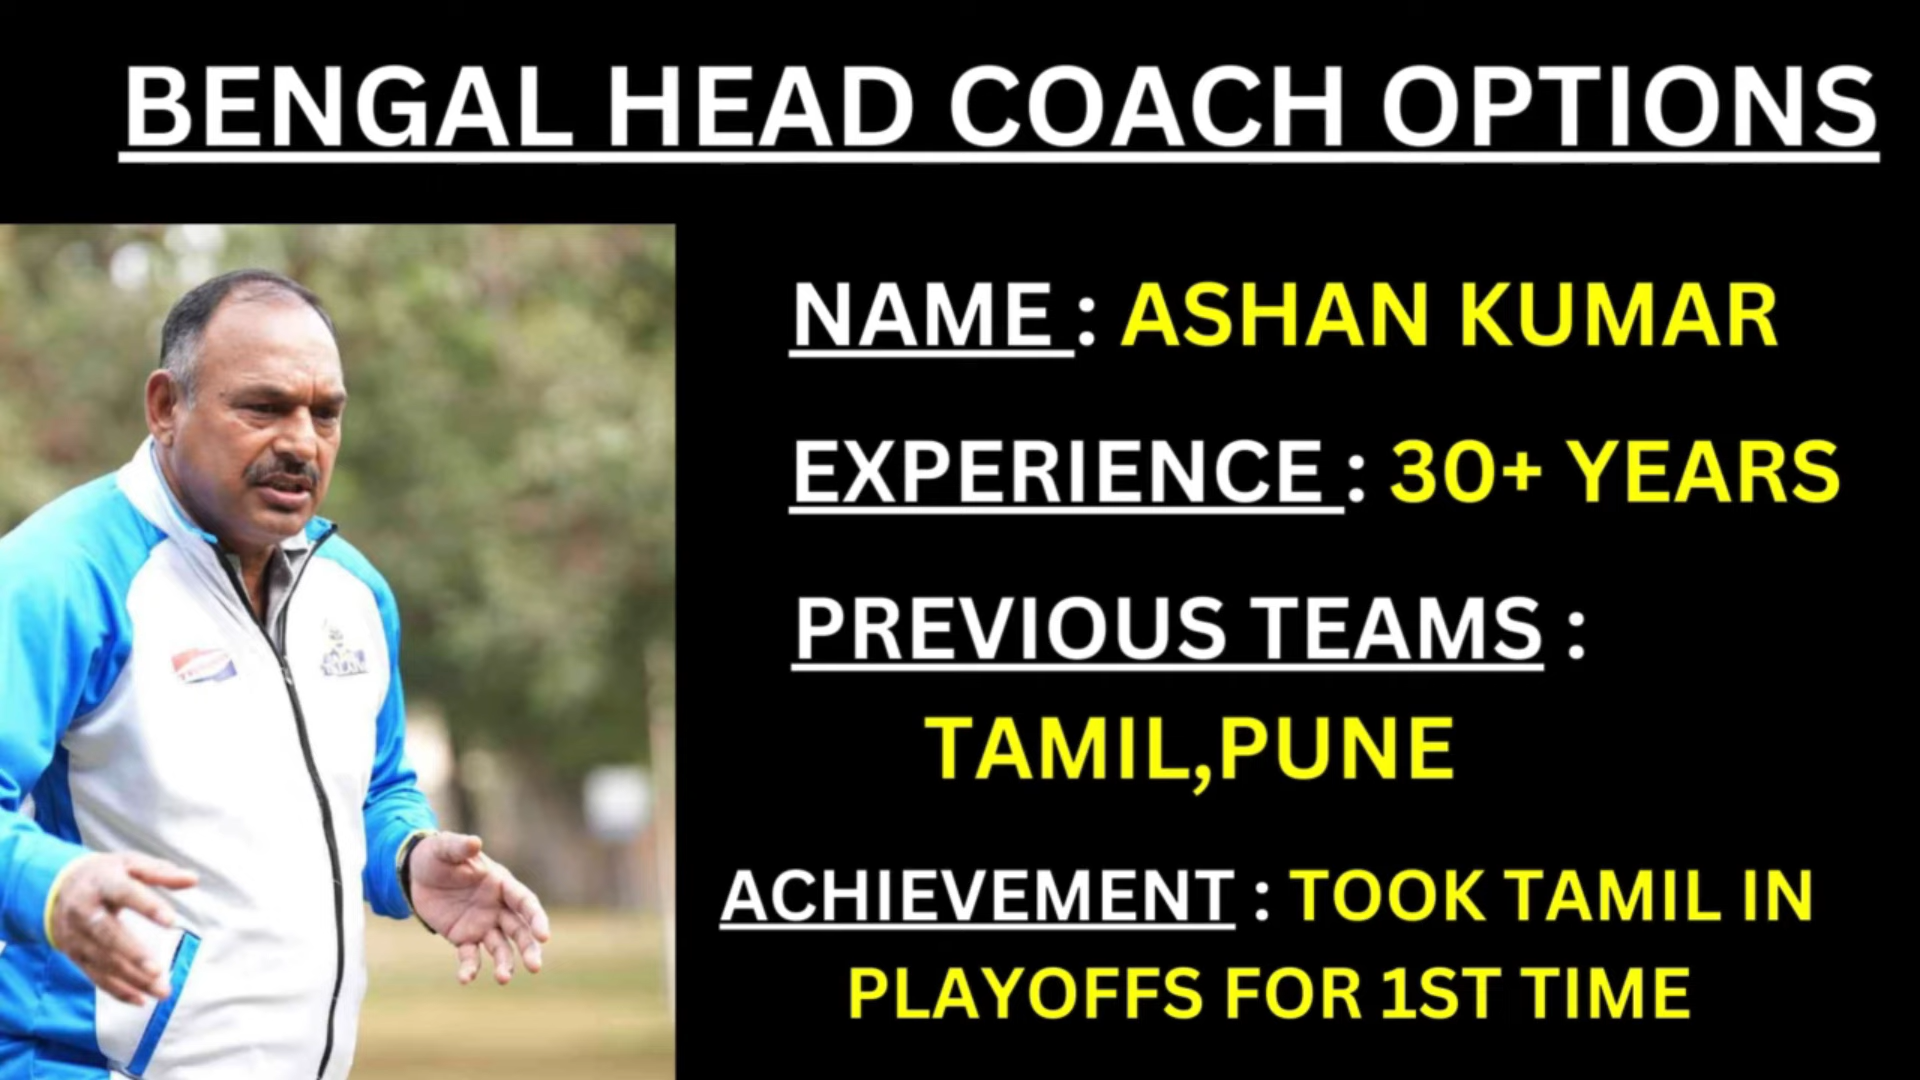 BENGAL HEAD COACH OPTIONS
NAME : ASHAN KUMAR
EXPERIENCE : 30+ YEARS
PREVIOUS TEAMS :
TAMIL,PUNE
ACHIEVEMENT : TOOK TAMIL IN
PLAYOFFS FOR 1ST TIME